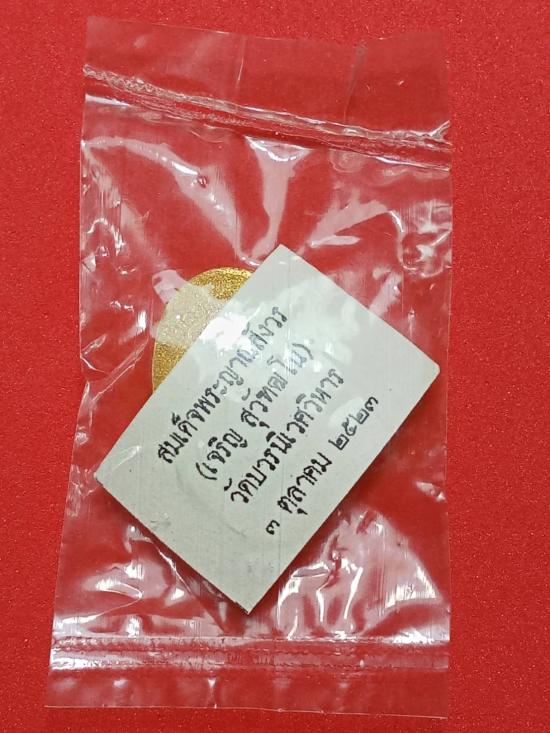 สมเด็จพระญาณสังวร
(เจริญ สุวัฑฒโน)
วัดบวรนิเวศวิหาร
๓ ตุลาคม ๒๕๒๓